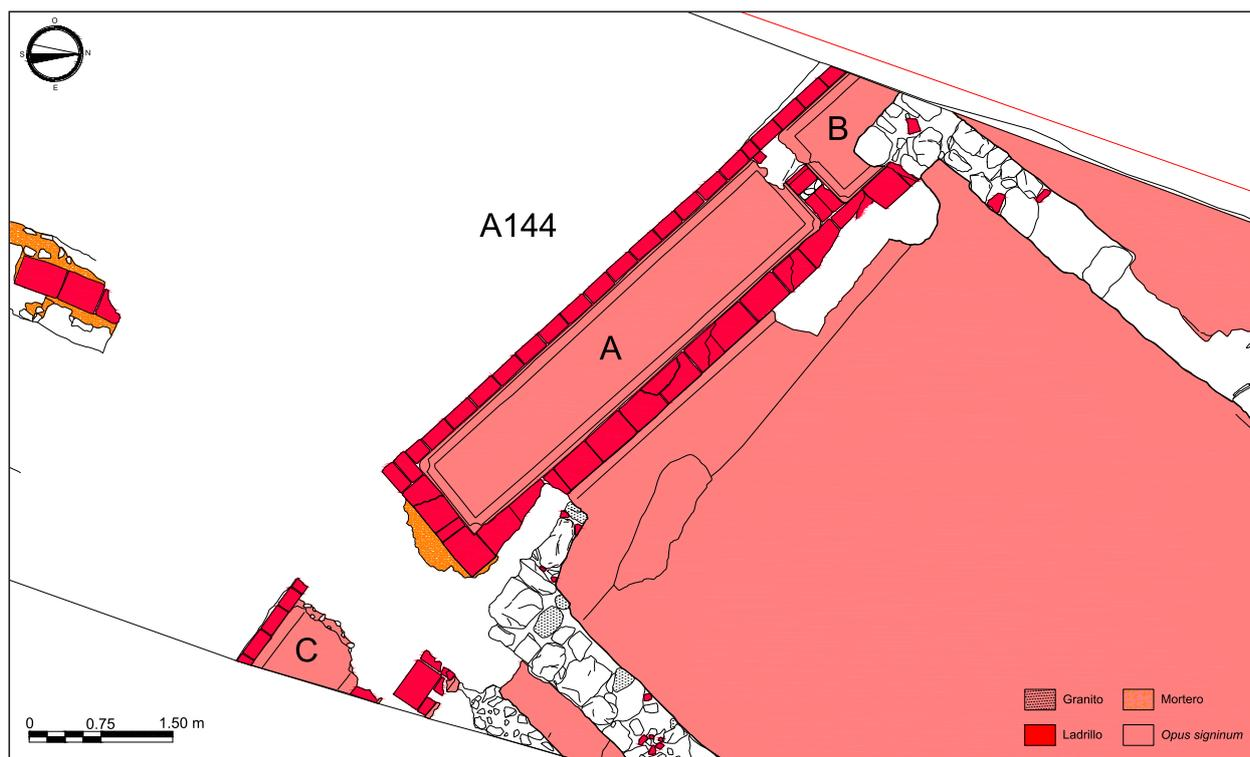 O
S N
E
B
A144
A
C
0 0.75 1.50 m
Granito Mortero
Ladrillo Opus signinum